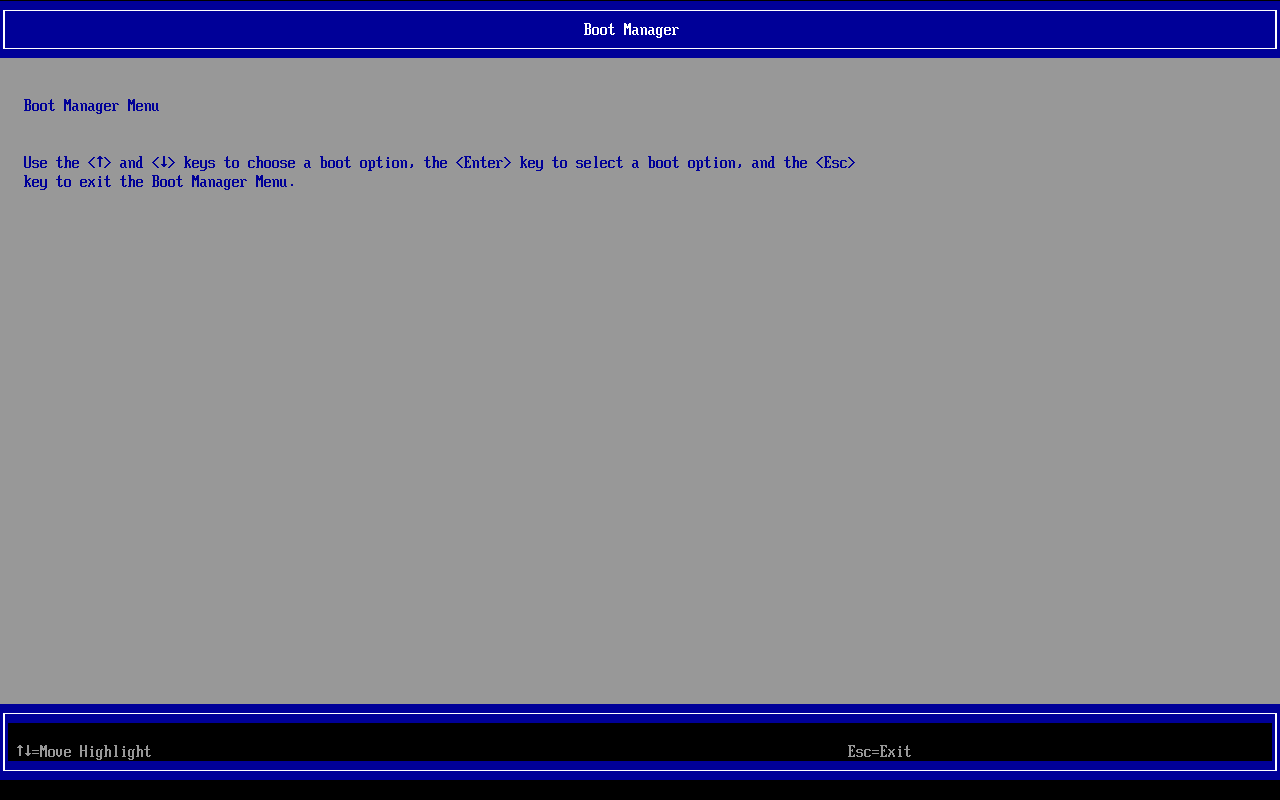 Boot Manager
Boot Manager Menu
Use the <↑> and <↓> keys to choose a boot option, the <Enter> key to select a boot option, and the <Esc>
key to exit the Boot Manager Menu.
↑↓=Move Highlight Esc=Exit